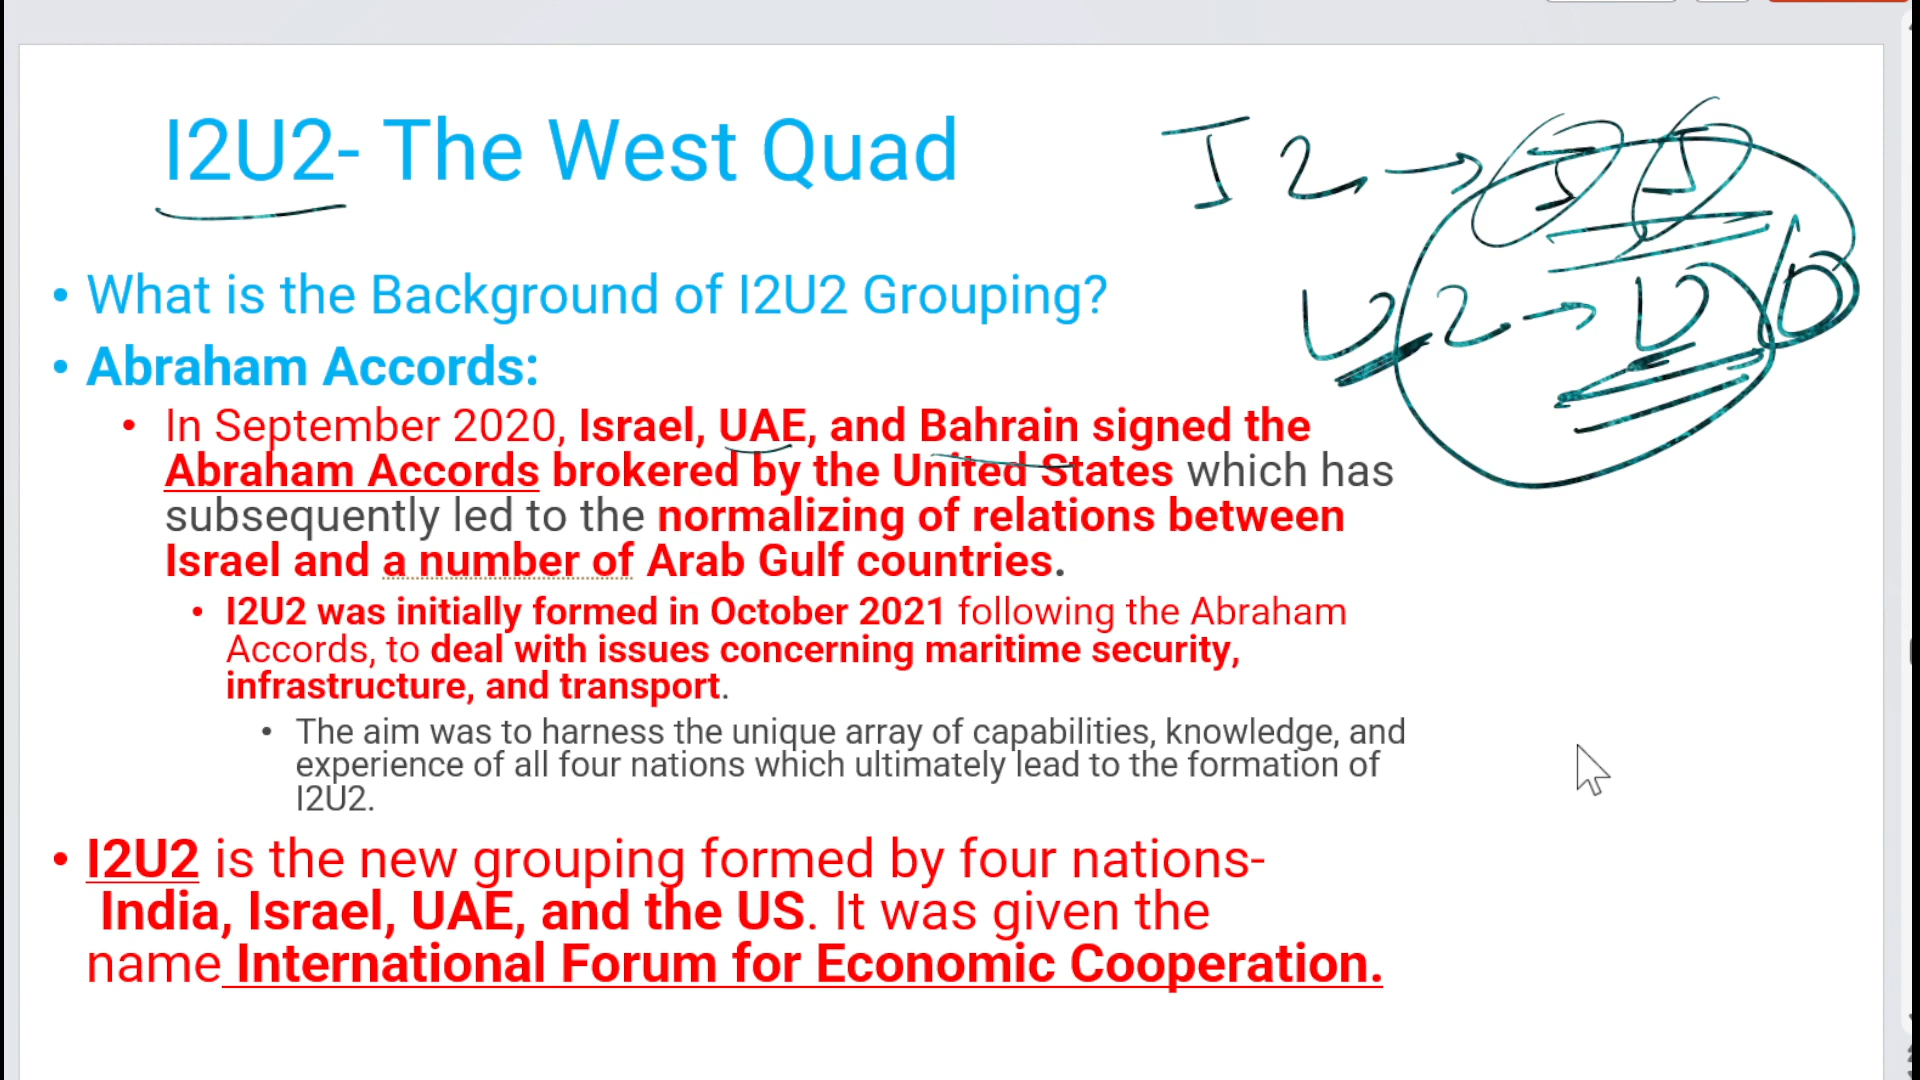 I2U2- The West Quad
I2 → I I
U2 → U U
• What is the Background of I2U2 Grouping?
• Abraham Accords:
• In September 2020, Israel, UAE, and Bahrain signed the
Abraham Accords brokered by the United States which has
subsequently led to the normalizing of relations between
Israel and a number of Arab Gulf countries.
• I2U2 was initially formed in October 2021 following the Abraham
Accords, to deal with issues concerning maritime security,
infrastructure, and transport.
• The aim was to harness the unique array of capabilities, knowledge, and
experience of all four nations which ultimately lead to the formation of
I2U2.
• I2U2 is the new grouping formed by four nations-
India, Israel, UAE, and the US. It was given the
name International Forum for Economic Cooperation.